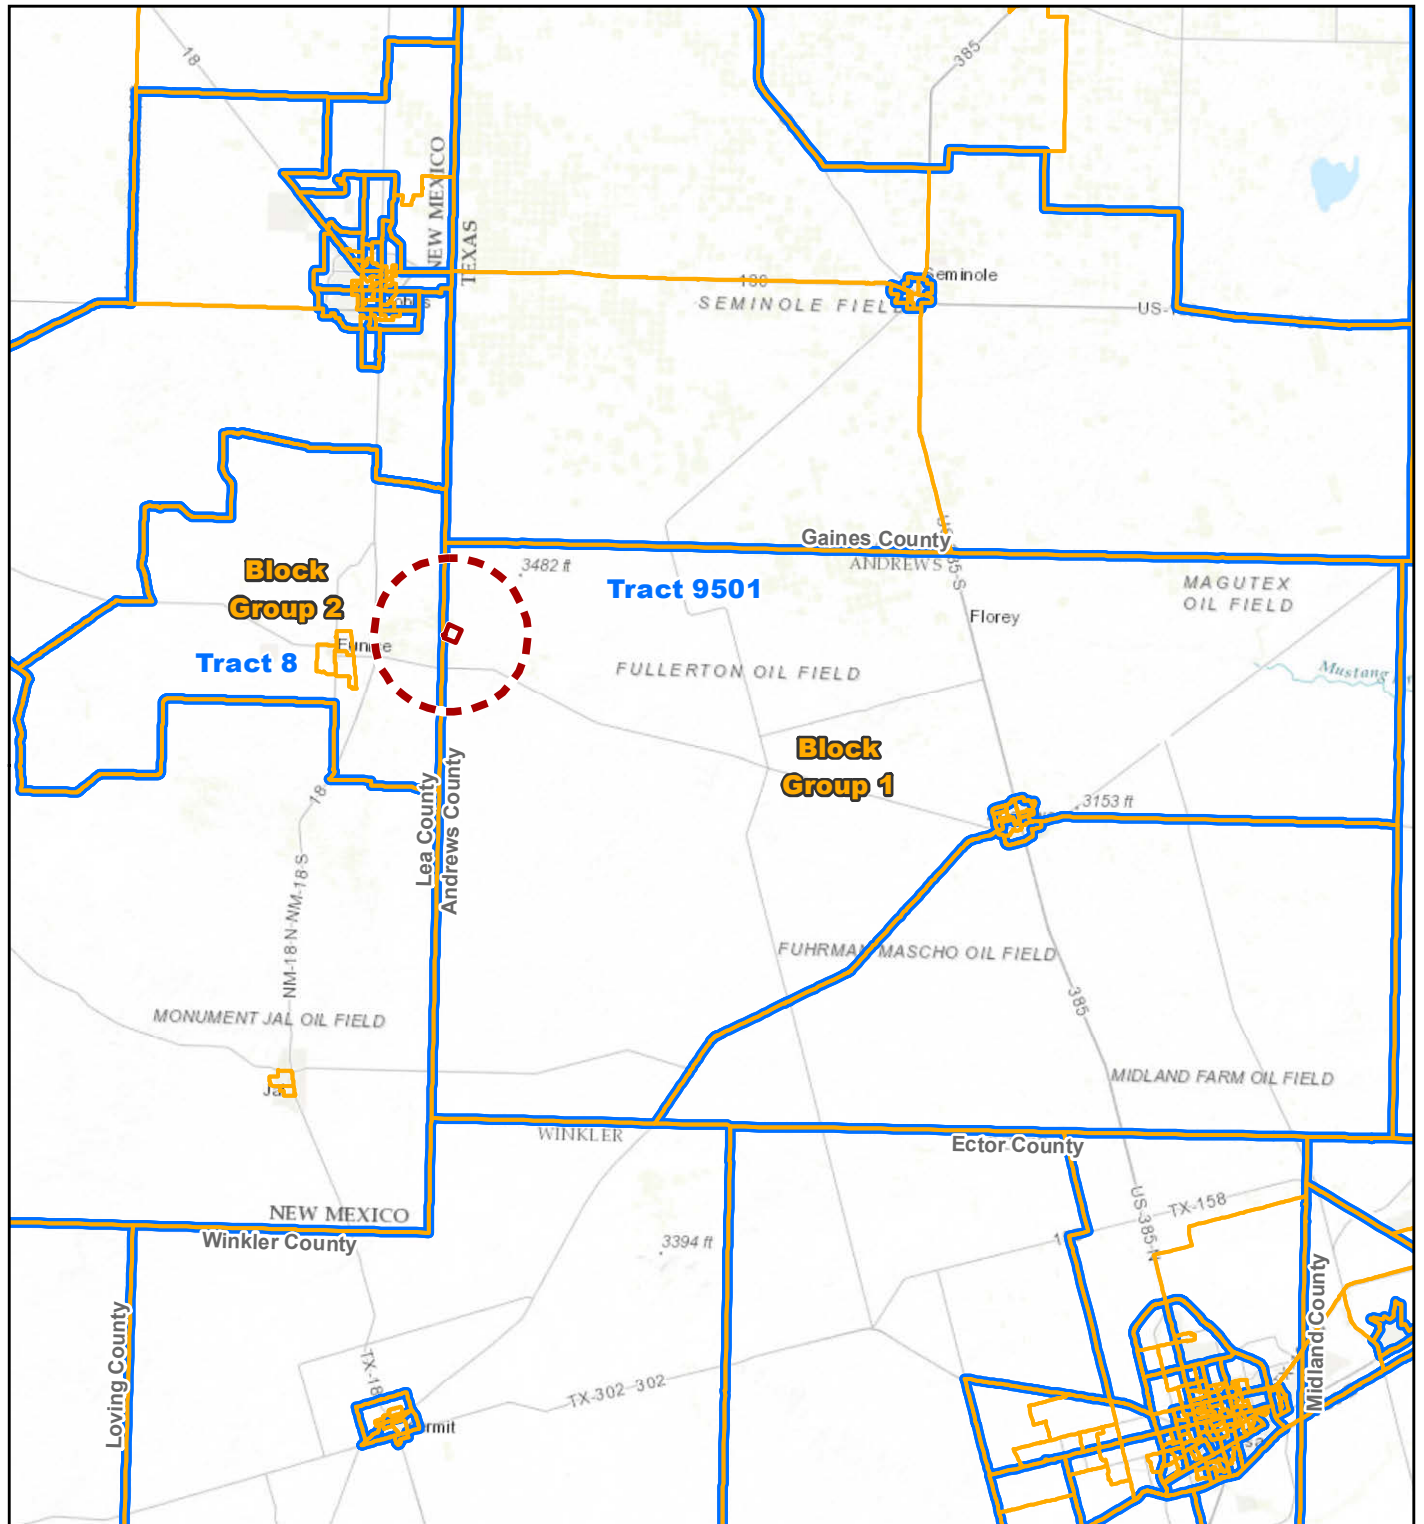 18
385
NEW MEXICO
TEXAS
Seminole
SEMINOLE FIELD
US-
Gaines County
ANDREWS
3482 ft
Tract 9501
Block
Group 2
MAGUTEX
OIL FIELD
Florey
Tract 8
FULLERTON OIL FIELD
Mustang
Block
Group 1
3153 ft
18
Lea County
Andrews County
NM-18-N-NM-18-S
FUHRMAN MASCHO OIL FIELD
385
MONUMENT JAL OIL FIELD
MIDLAND FARM OIL FIELD
WINKLER
Ector County
NEW MEXICO
Winkler County
3394 ft
US-385-N
TX-158
Loving County
Midland County
TX-18
TX-302 302